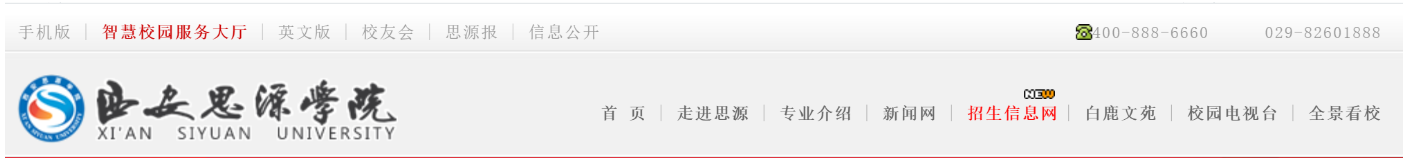 手机版 | 智慧校园服务大厅 | 英文版 | 校友会 | 思源报 | 信息公开 400-888-6660 029-82601888
西安思源学院
XI'AN SIYUAN UNIVERSITY
NEW
首 页 | 走进思源 | 专业介绍 | 新闻网 | 招生信息网 | 白鹿文苑 | 校园电视台 | 全景看校